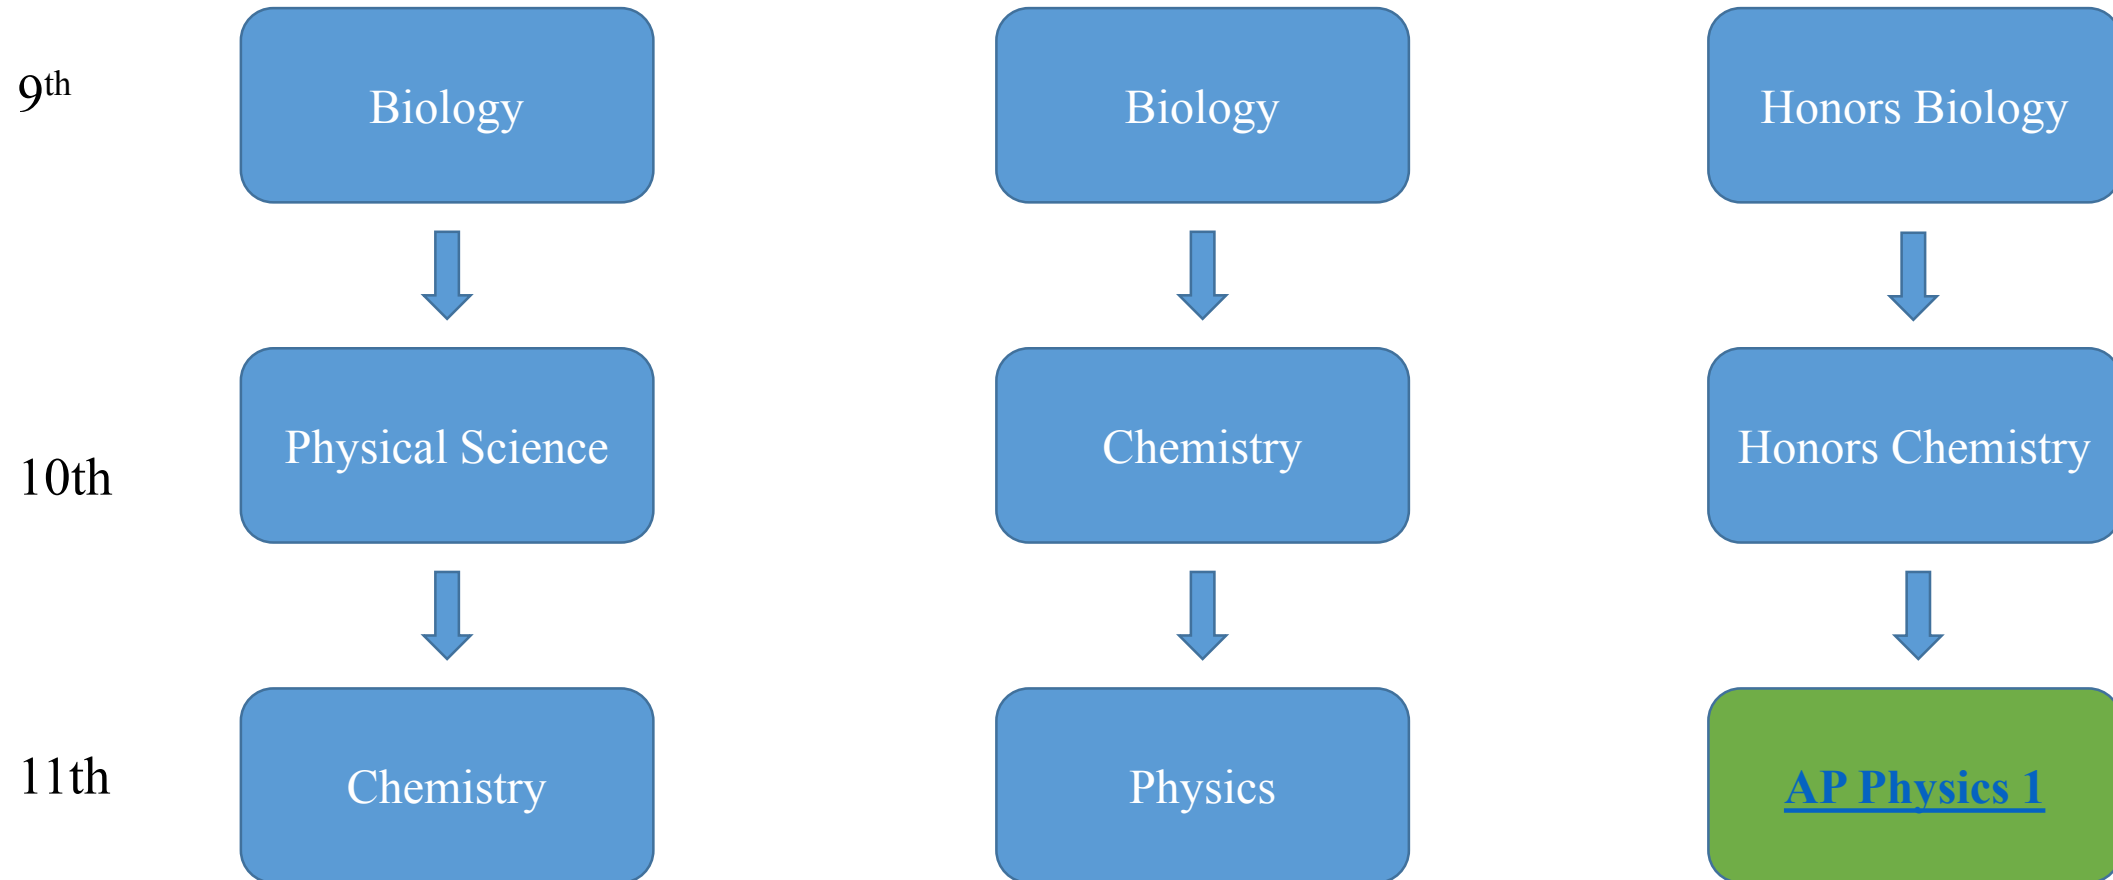 9th
Biology
Biology
Honors Biology
10th
Physical Science
Chemistry
Honors Chemistry
11th
Chemistry
Physics
AP Physics 1